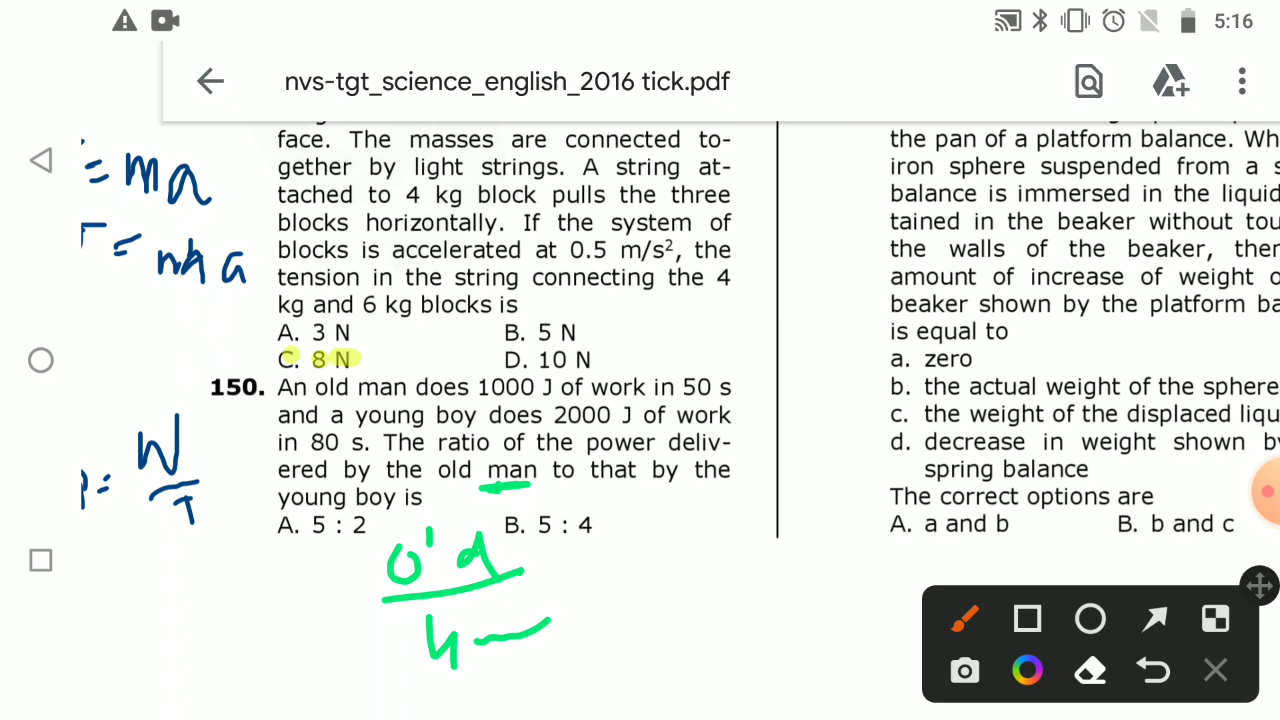 5:16
nvs-tgt_science_english_2016 tick.pdf
face. The masses are connected to-
gether by light strings. A string at-
tached to 4 kg block pulls the three
blocks horizontally. If the system of
blocks is accelerated at 0.5 m/s², the
tension in the string connecting the 4
kg and 6 kg blocks is
A. 3 N B. 5 N
C. 8 N D. 10 N
150. An old man does 1000 J of work in 50 s
and a young boy does 2000 J of work
in 80 s. The ratio of the power deliv-
ered by the old man to that by the
young boy is
A. 5 : 2 B. 5 : 4
the pan of a platform balance. Wh
iron sphere suspended from a s
balance is immersed in the liquid
tained in the beaker without tou
the walls of the beaker, then
amount of increase of weight o
beaker shown by the platform ba
is equal to
a. zero
b. the actual weight of the sphere
c. the weight of the displaced liqu
d. decrease in weight shown by
spring balance
The correct options are
A. a and b B. b and c
= ma
P = W
T
old